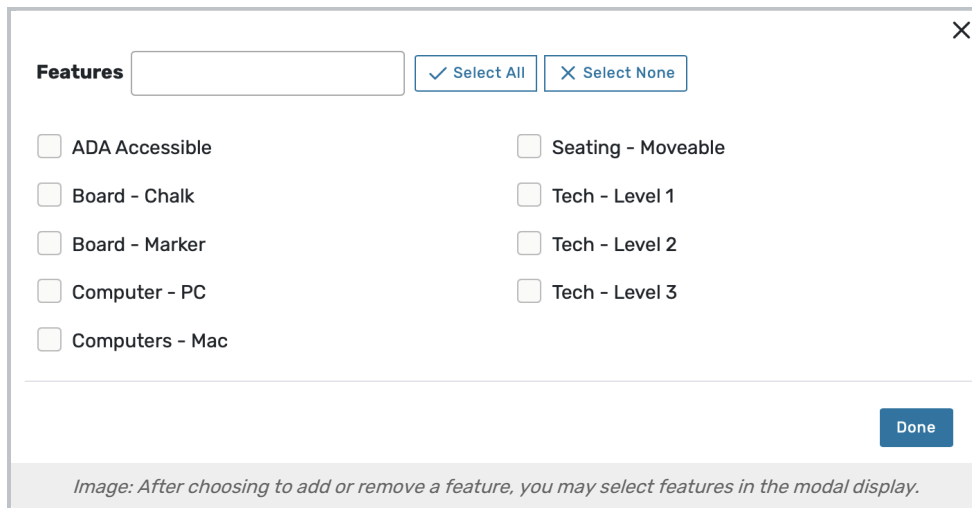 Features Select All Select None
ADA Accessible
Board - Chalk
Board - Marker
Computer - PC
Computers - Mac
Seating - Moveable
Tech - Level 1
Tech - Level 2
Tech - Level 3
Done
Image: After choosing to add or remove a feature, you may select features in the modal display.